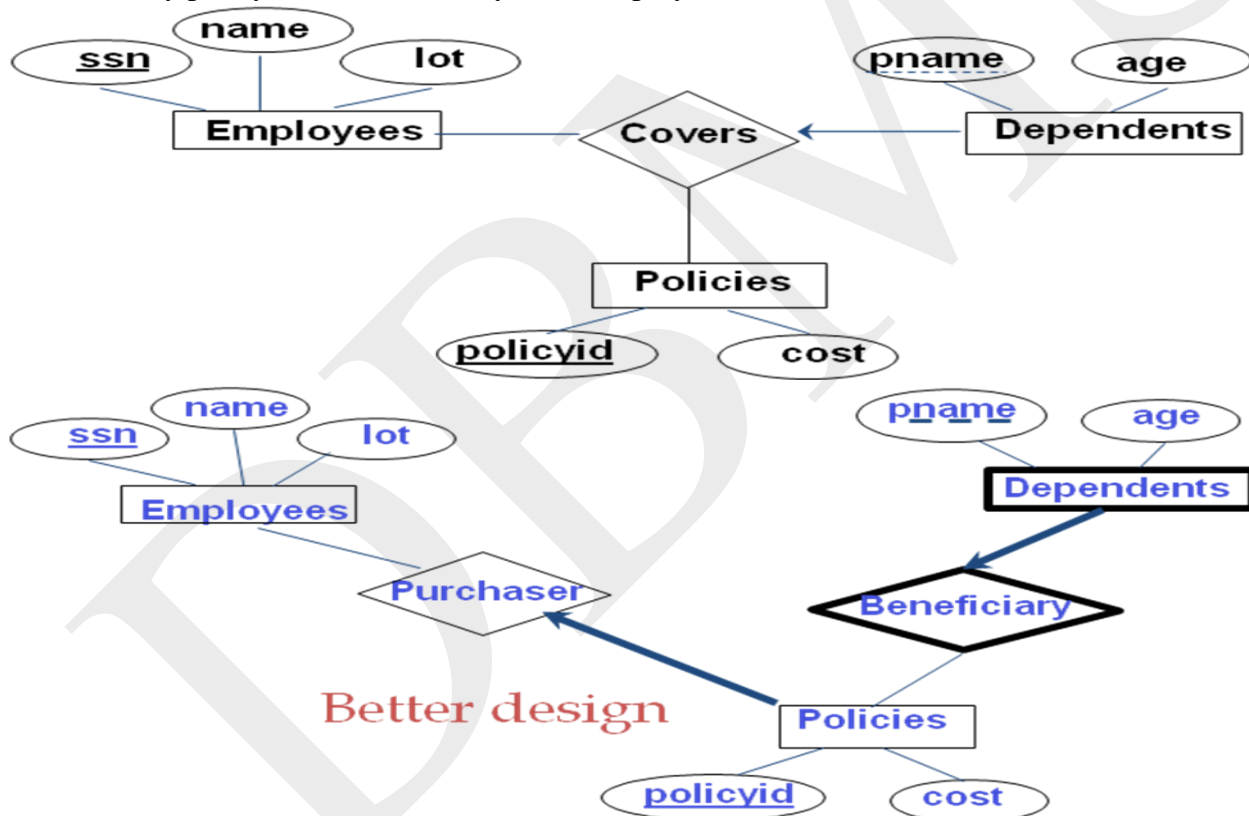 name
ssn
lot
pname
age
Employees
Covers
Dependents
Policies
policyid
cost
name
ssn
lot
pname
age
Employees
Dependents
Purchaser
Beneficiary
Better design
Policies
policyid
cost